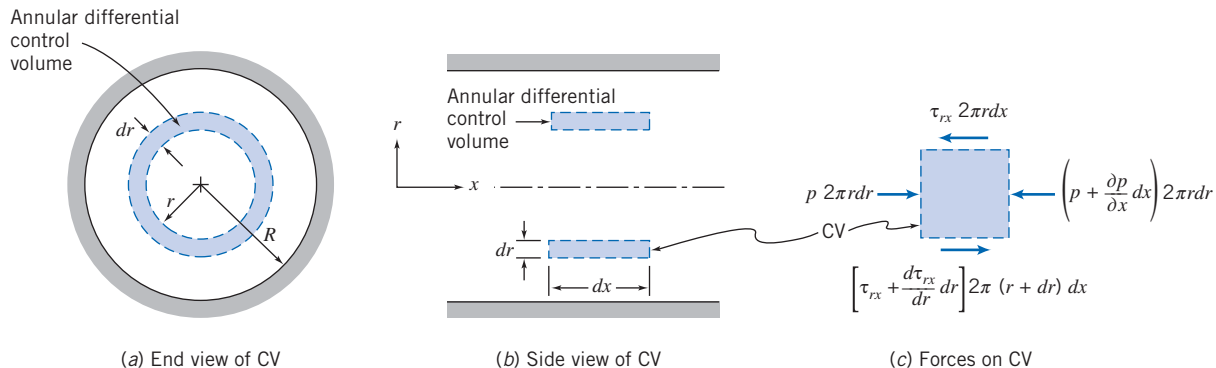 Annular differential
control
volume
dr
r
R
(a) End view of CV
Annular differential
control
volume
r
x
dr
dx
(b) Side view of CV
τrx 2πrdx
p 2πrdr
(p + ∂p/∂x dx) 2πrdr
CV
[τrx + dτrx/dr dr] 2π (r + dr) dx
(c) Forces on CV